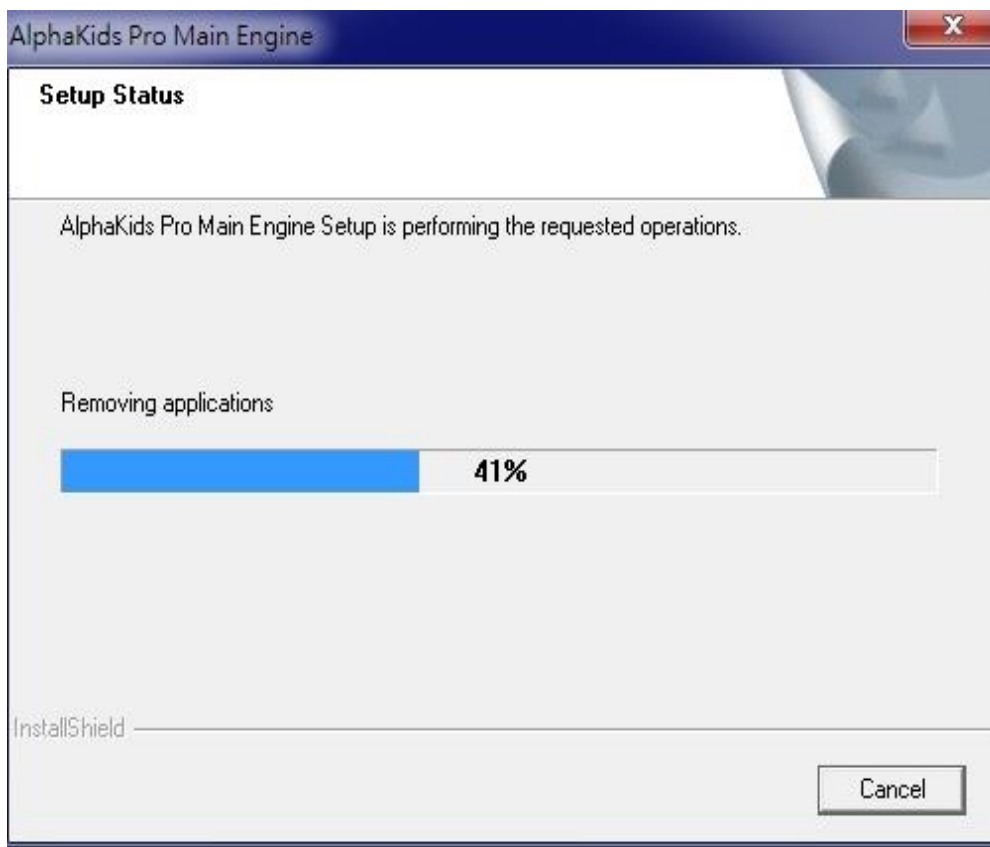 AlphaKids Pro Main Engine
Setup Status
AlphaKids Pro Main Engine Setup is performing the requested operations.
Removing applications
41%
InstallShield
Cancel